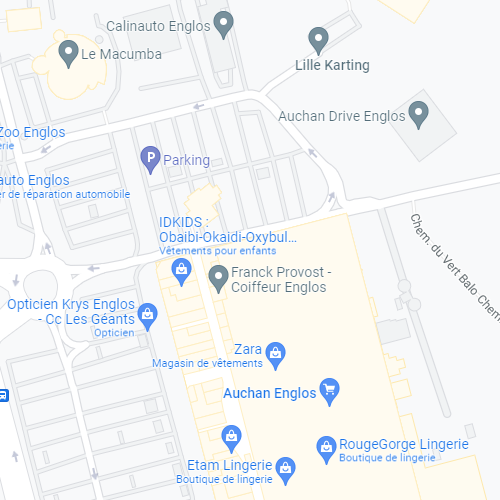 Calinauto Englos
Le Macumba
Lille Karting
Auchan Drive Englos
Zoo Englos
erie
P
Parking
auto Englos
er de réparation automobile
IDKIDS :
Obaibi-Okaidi-Oxybul...
Vêtements pour enfants
Chem. du Vert Balo
Chem.
Franck Provost -
Coiffeur Englos
Opticien Krys Englos
- Cc Les Géants
Opticien
Zara
Magasin de vêtements
Auchan Englos
RougeGorge Lingerie
Boutique de lingerie
Etam Lingerie
Boutique de lingerie